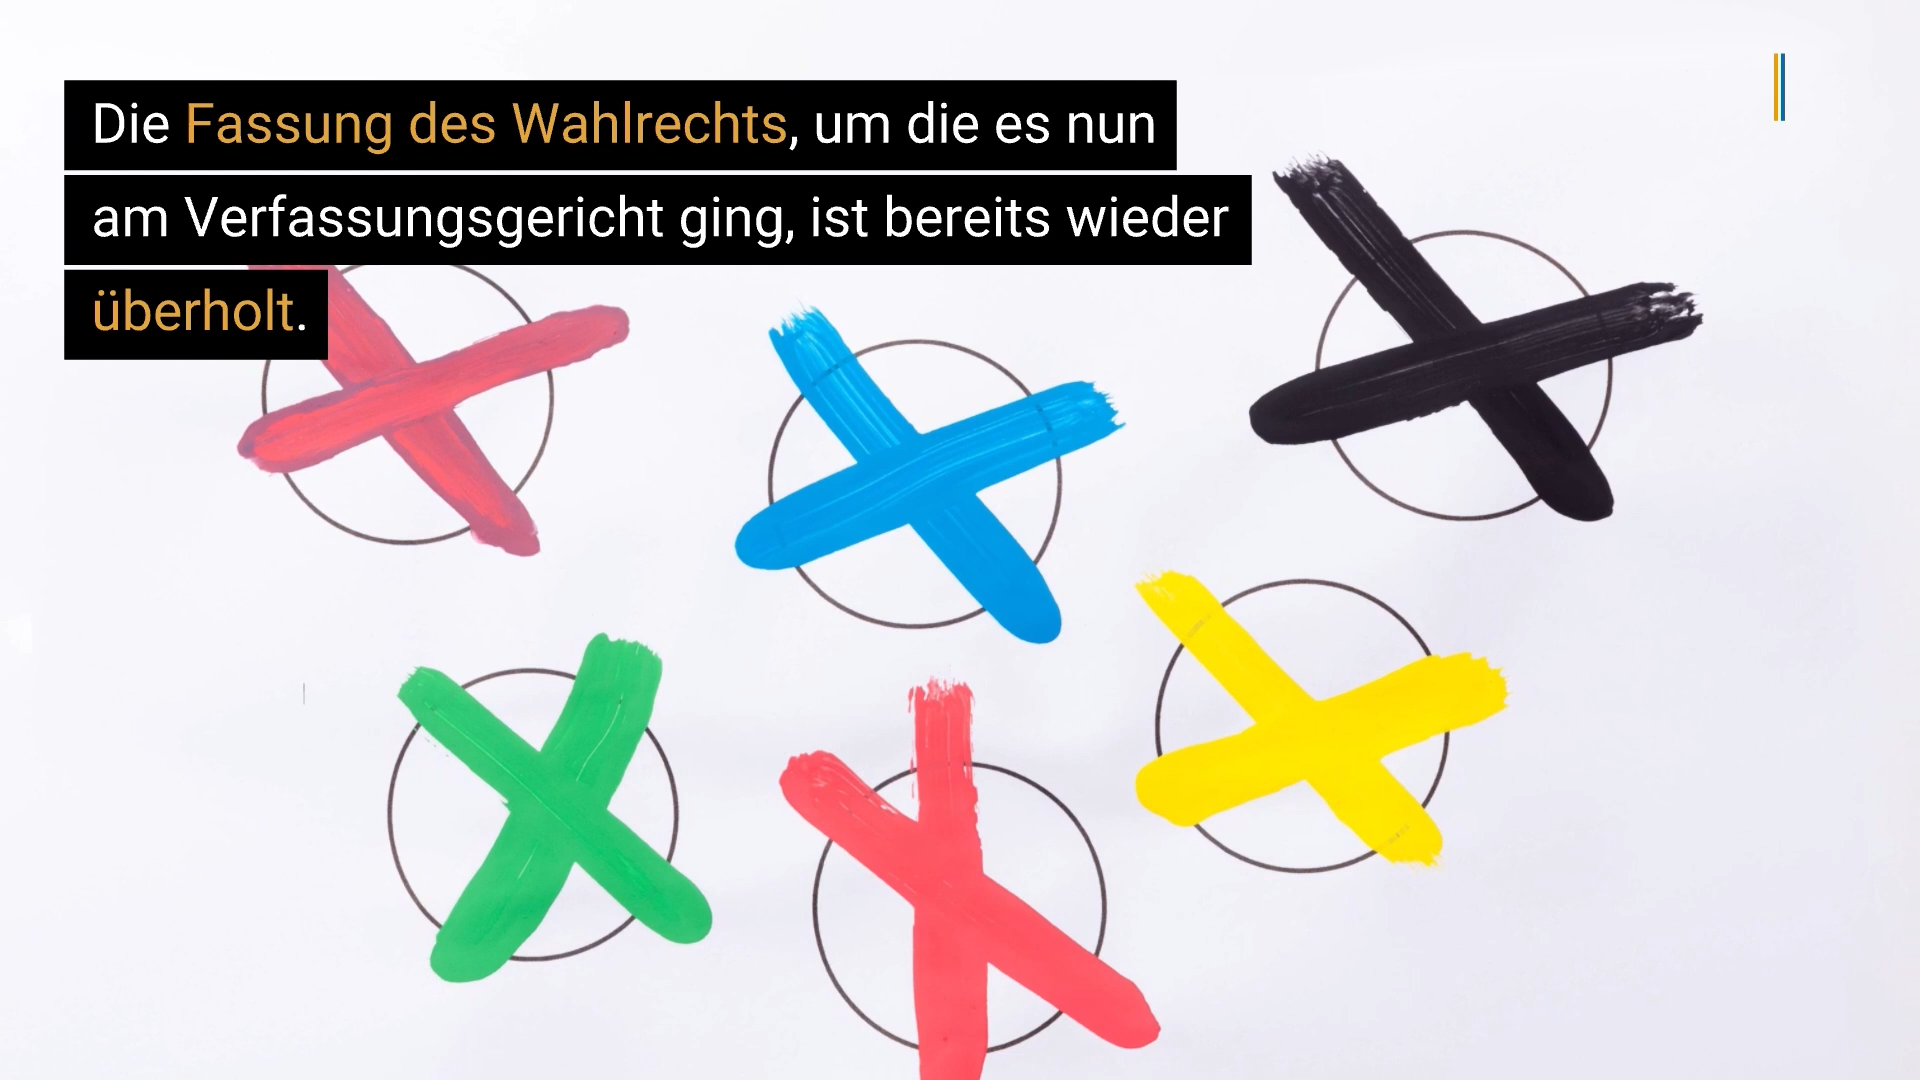 Die Fassung des Wahlrechts, um die es nun
am Verfassungsgericht ging, ist bereits wieder
überholt.